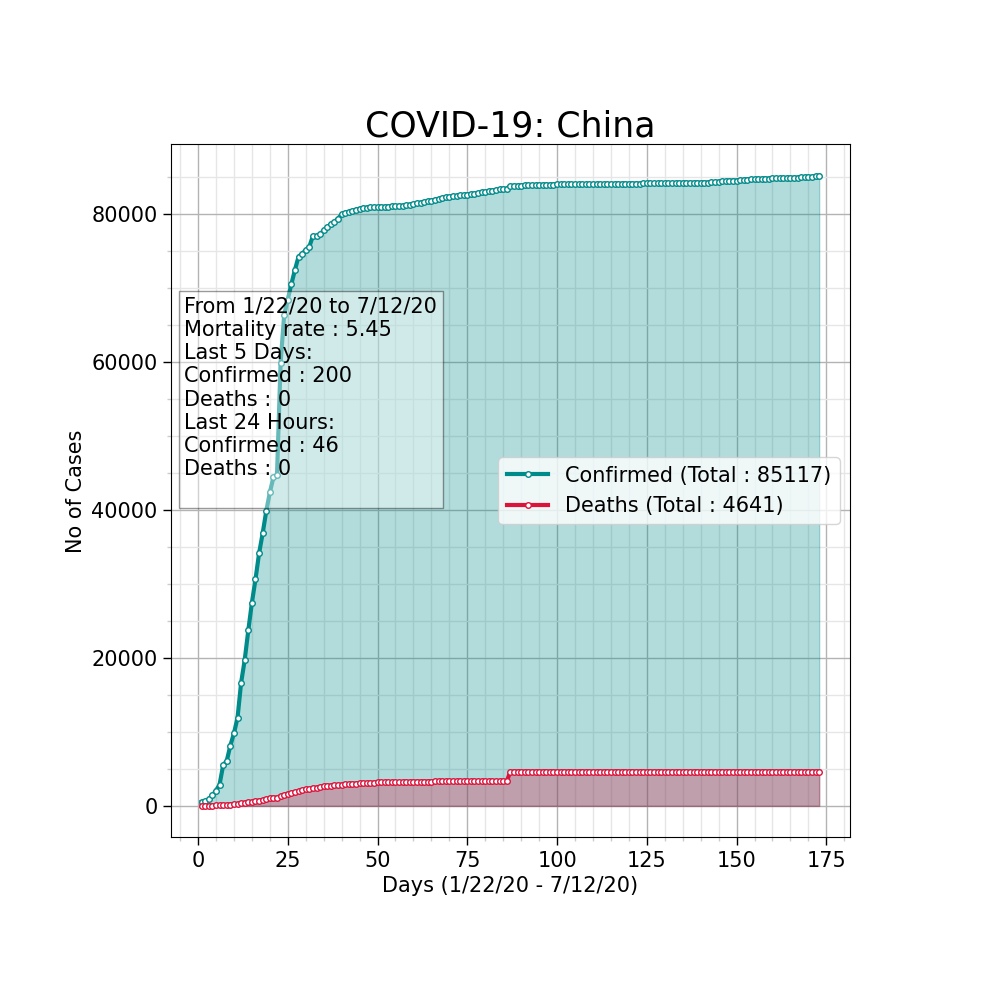 COVID-19: China
80000
60000
40000
20000
0
No of Cases
From 1/22/20 to 7/12/20
Mortality rate : 5.45
Last 5 Days:
Confirmed : 200
Deaths : 0
Last 24 Hours:
Confirmed : 46
Deaths : 0
Confirmed (Total : 85117)
Deaths (Total : 4641)
0 25 50 75 100 125 150 175
Days (1/22/20 - 7/12/20)